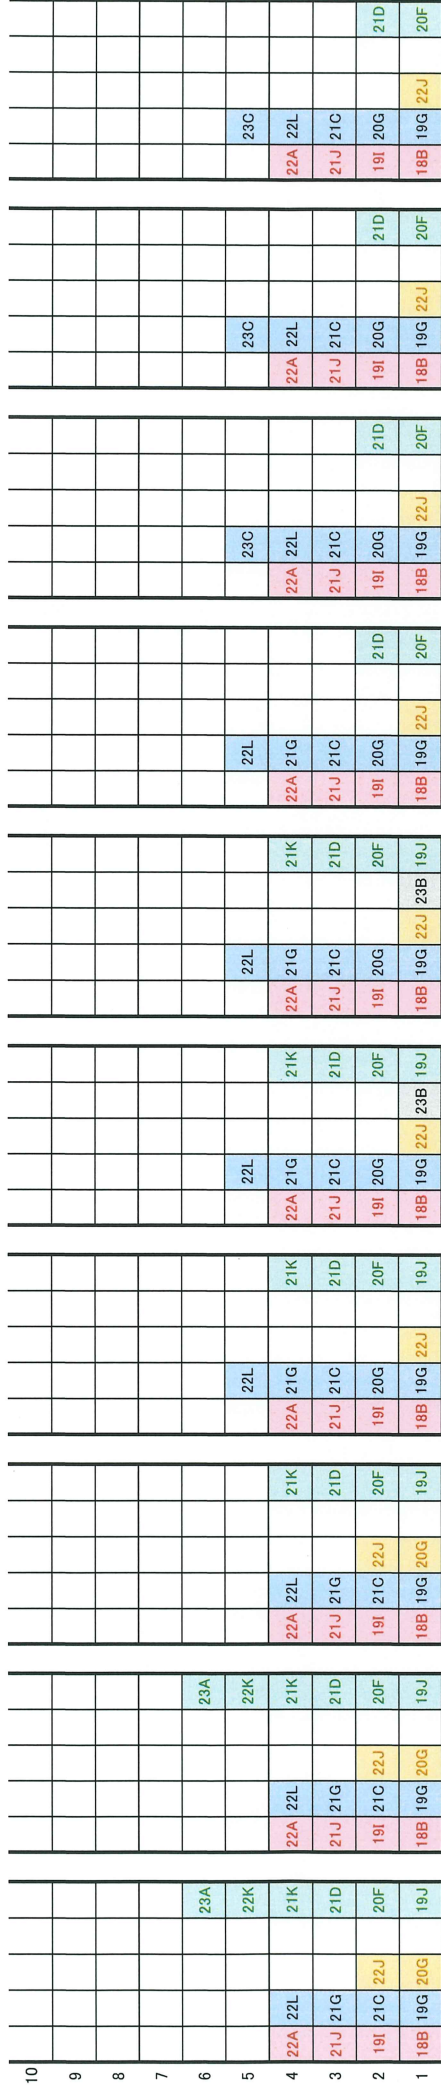 10
9
8
7
6 23A 23A
5 22K 22K 22L 22L 22L 22L 23C 23C 23C
4 22A 22L 21K 22A 22L 21K 22A 22L 21K 22A 21G 21K 22A 21G 21K 22A 21G 21K 22A 21G 22A 22L 22A 22L 22A 22L
3 21J 21G 21D 21J 21G 21D 21J 21G 21D 21J 21C 21D 21J 21C 21D 21J 21C 21D 21J 21C 21J 21C 21J 21C 21J 21C
2 19I 21C 22J 20F 19I 21C 22J 20F 19I 21C 22J 20F 19I 20G 20F 19I 20G 20F 19I 20G 20F 19I 20G 21D 19I 20G 21D 19I 20G 21D 19I 20G 21D
1 18B 19G 20G 19J 18B 19G 20G 19J 18B 19G 20G 19J 18B 19G 22J 19J 18B 19G 22J 23B 19J 18B 19G 22J 23B 19J 18B 19G 22J 20F 18B 19G 22J 20F 18B 19G 22J 20F 18B 19G 22J 20F